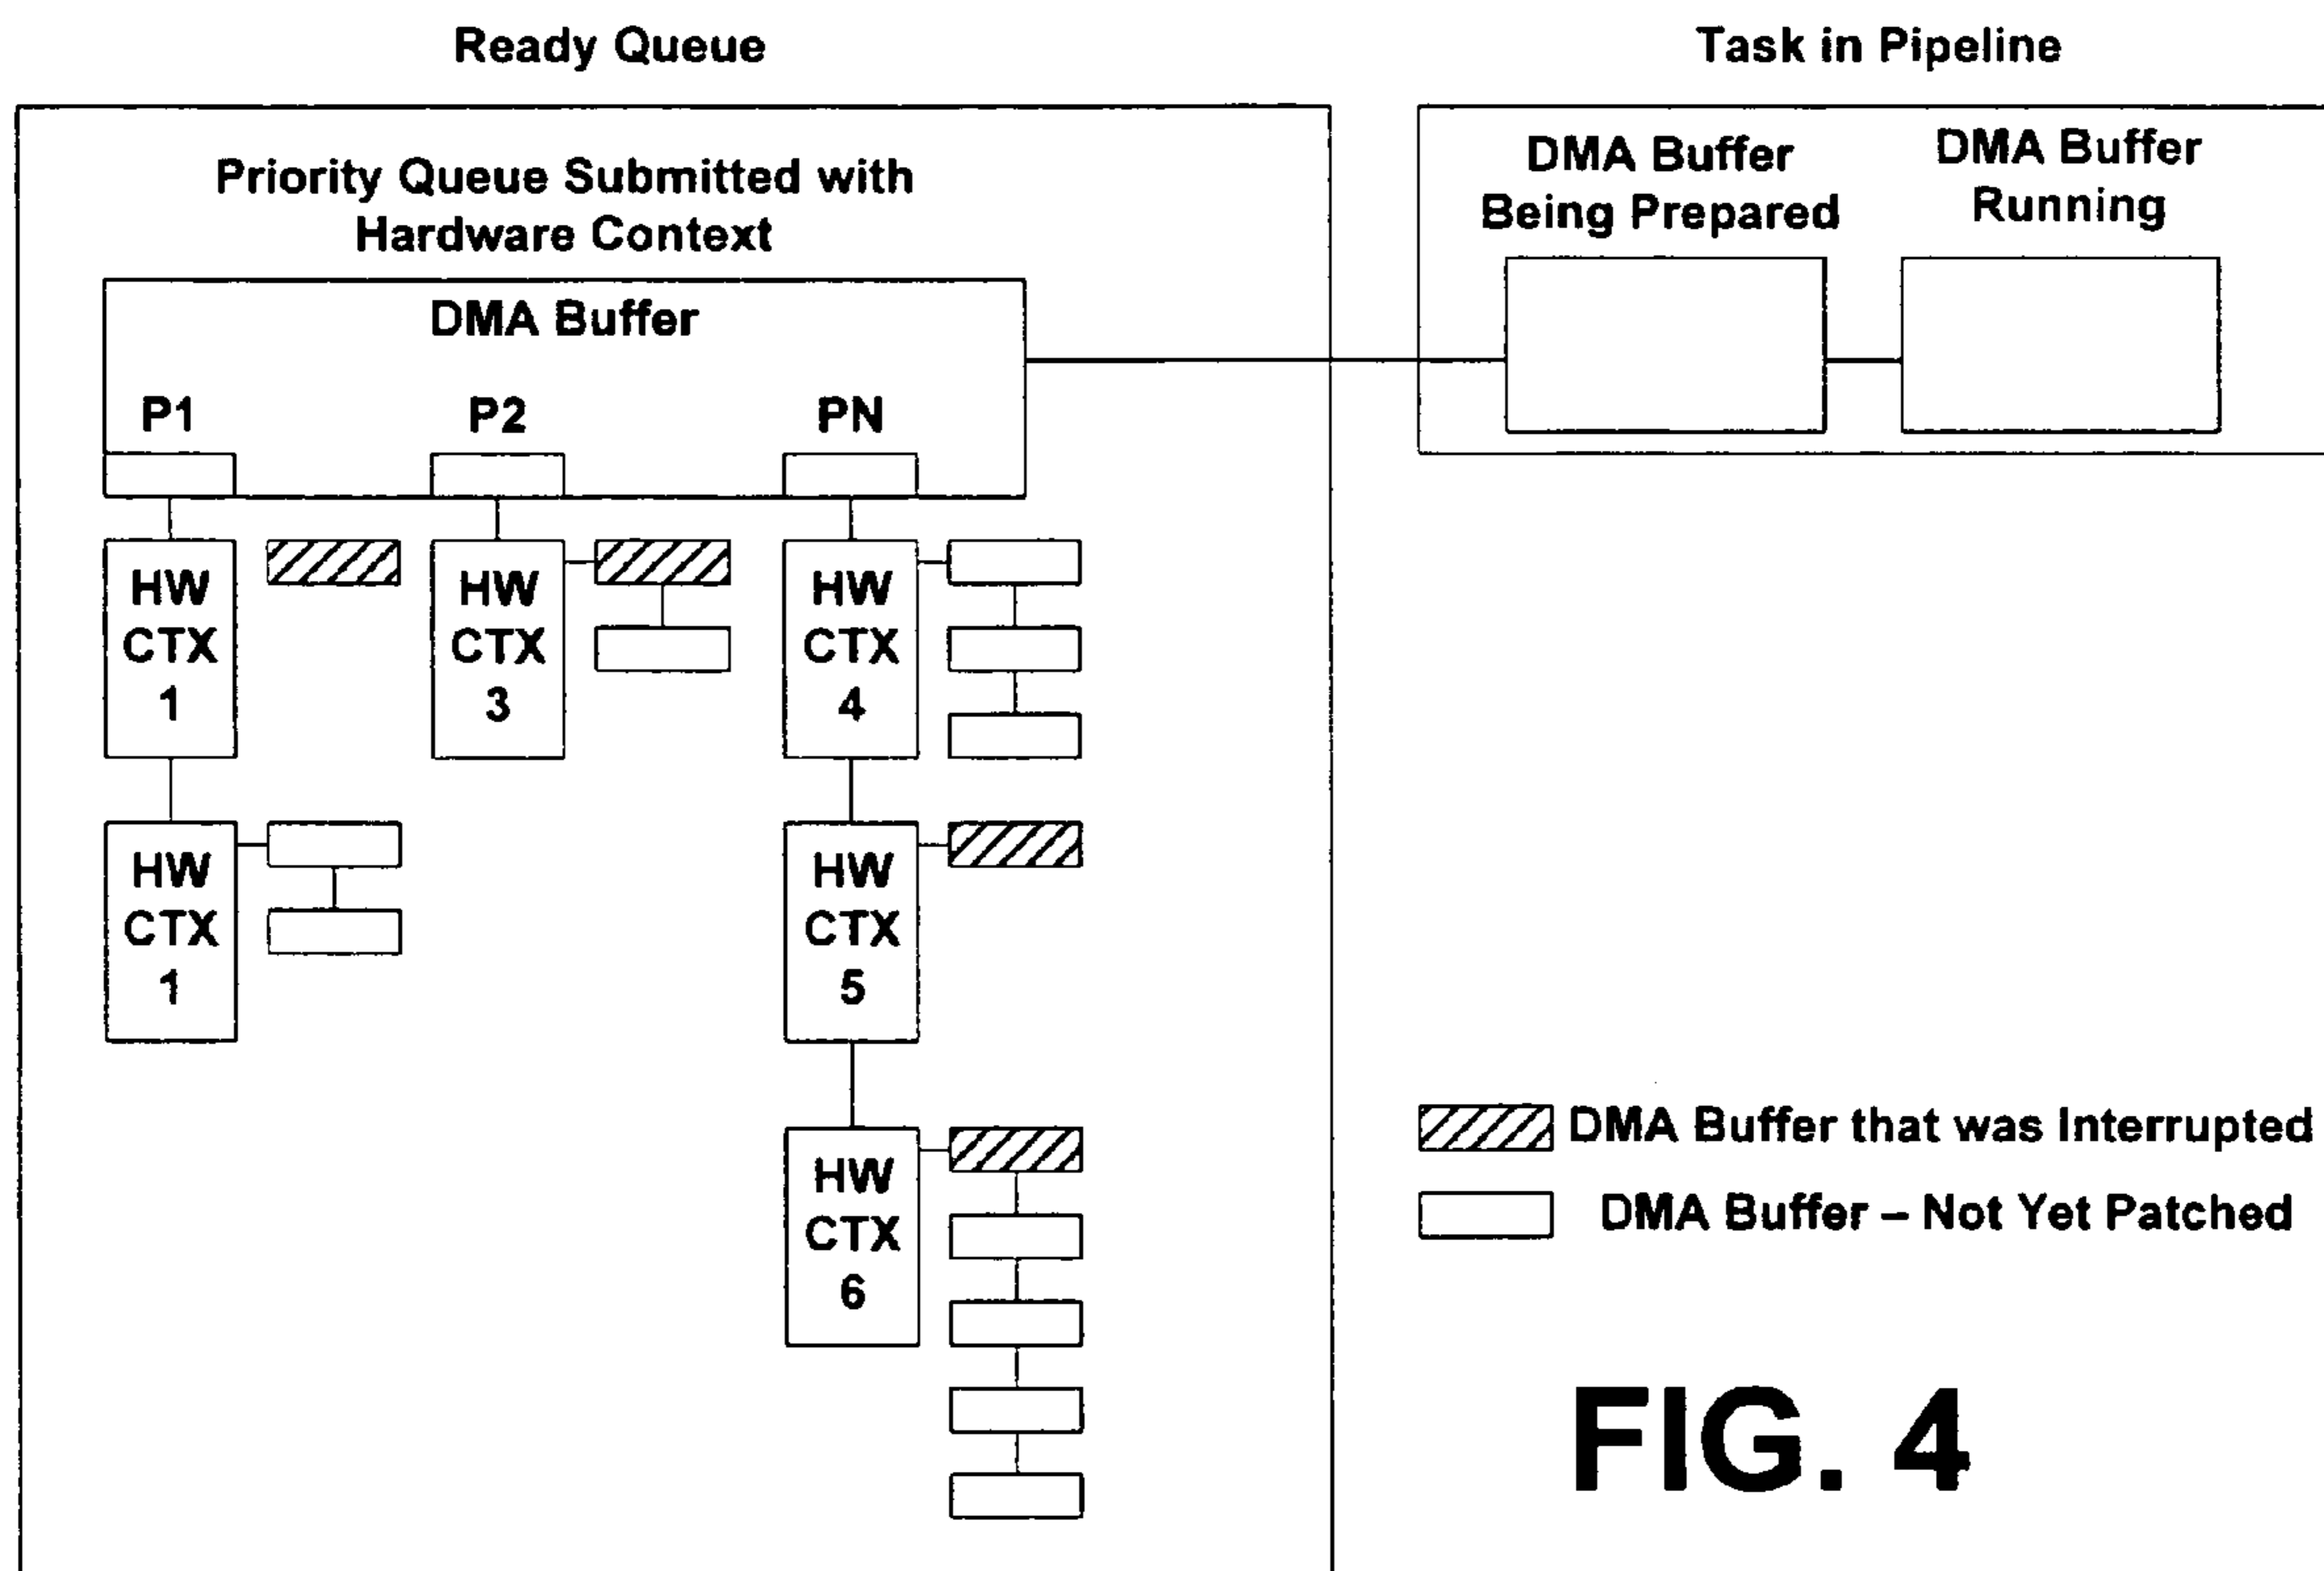 Ready Queue
Task in Pipeline
Priority Queue Submitted with
Hardware Context
DMA Buffer
Being Prepared
DMA Buffer
Running
DMA Buffer
P1
P2
PN
HW
CTX
1
HW
CTX
3
HW
CTX
4
HW
CTX
1
HW
CTX
5
HW
CTX
6
DMA Buffer that was Interrupted
DMA Buffer – Not Yet Patched
FIG. 4